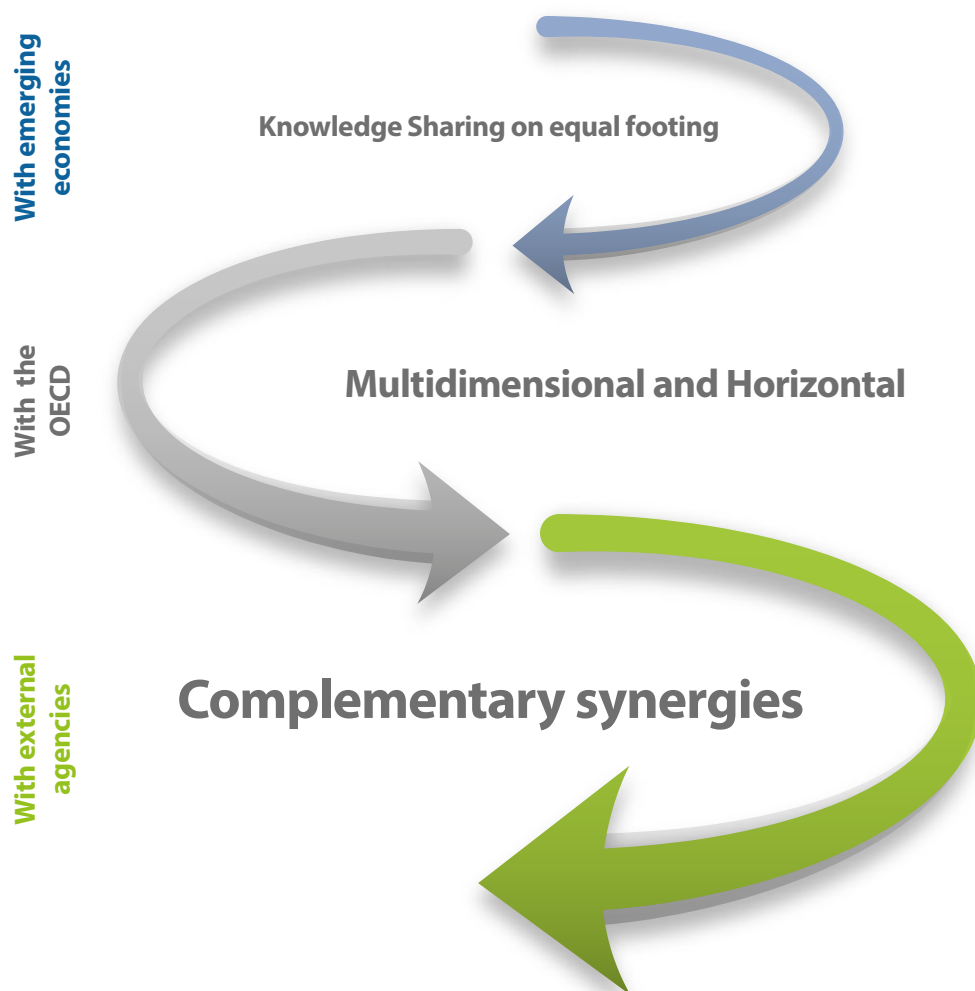 With emerging
economies
Knowledge Sharing on equal footing
With the
OECD
Multidimensional and Horizontal
With external
agencies
Complementary synergies